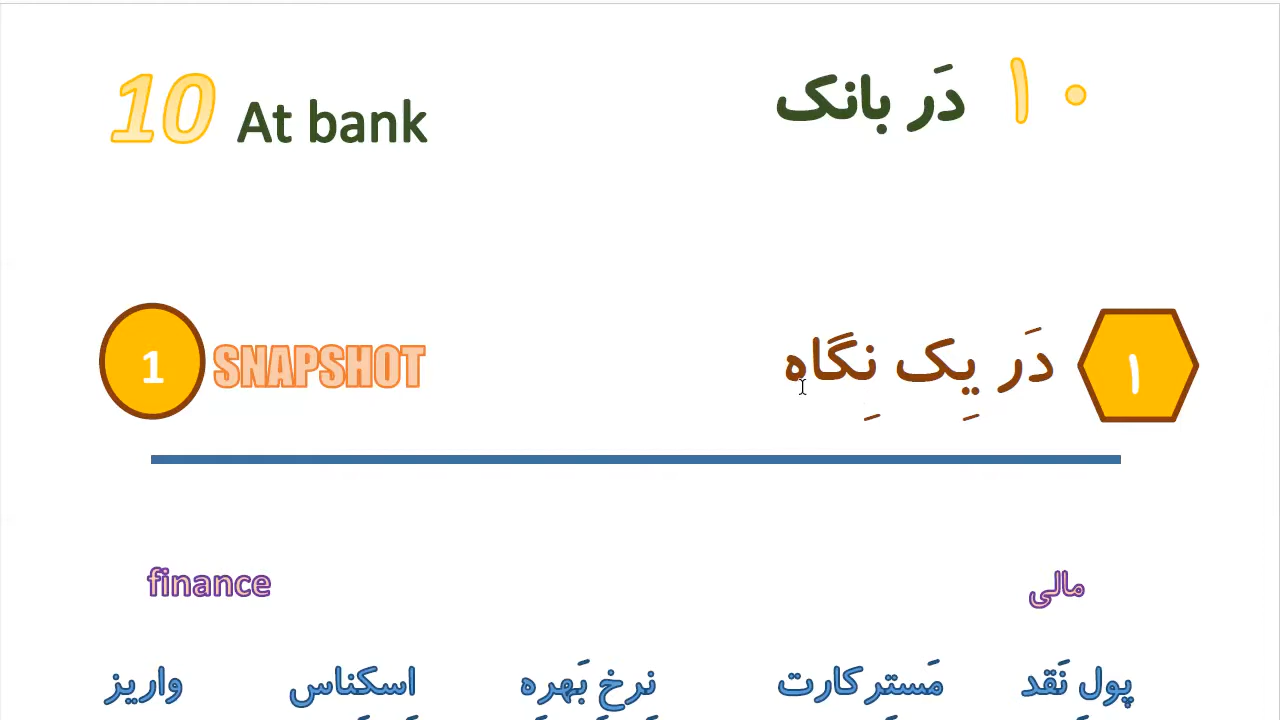 10 At bank
۱۰ دَر بانک
1 SNAPSHOT
۱ دَر یِک نِگاه
finance
مالی
پول نَقد مَسترکارت نرخ بَهره اسکناس واریز